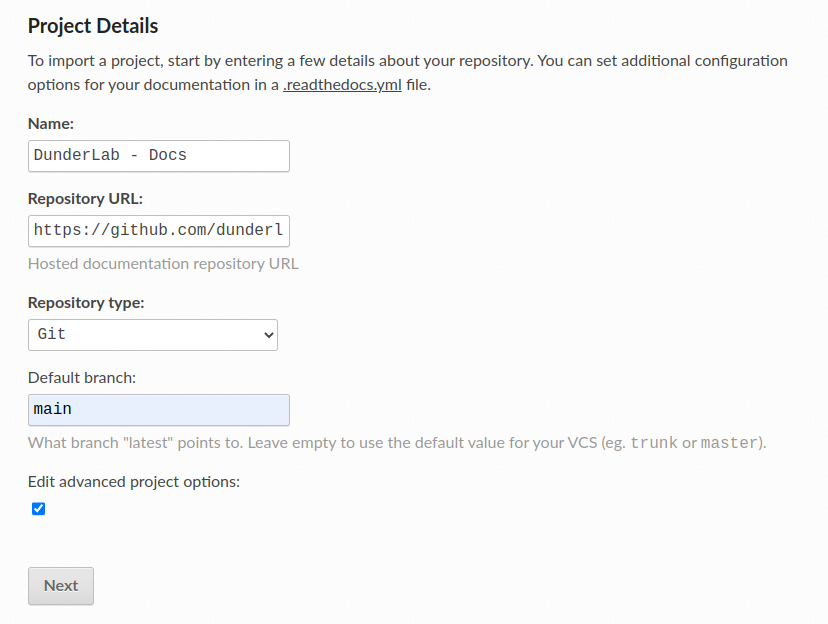 Project Details
To import a project, start by entering a few details about your repository. You can set additional configuration
options for your documentation in a .readthedocs.yml file.
Name:
DunderLab - Docs
Repository URL:
https://github.com/dunderl
Hosted documentation repository URL
Repository type:
Git
Default branch:
main
What branch "latest" points to. Leave empty to use the default value for your VCS (eg. trunk or master).
Edit advanced project options:
Next